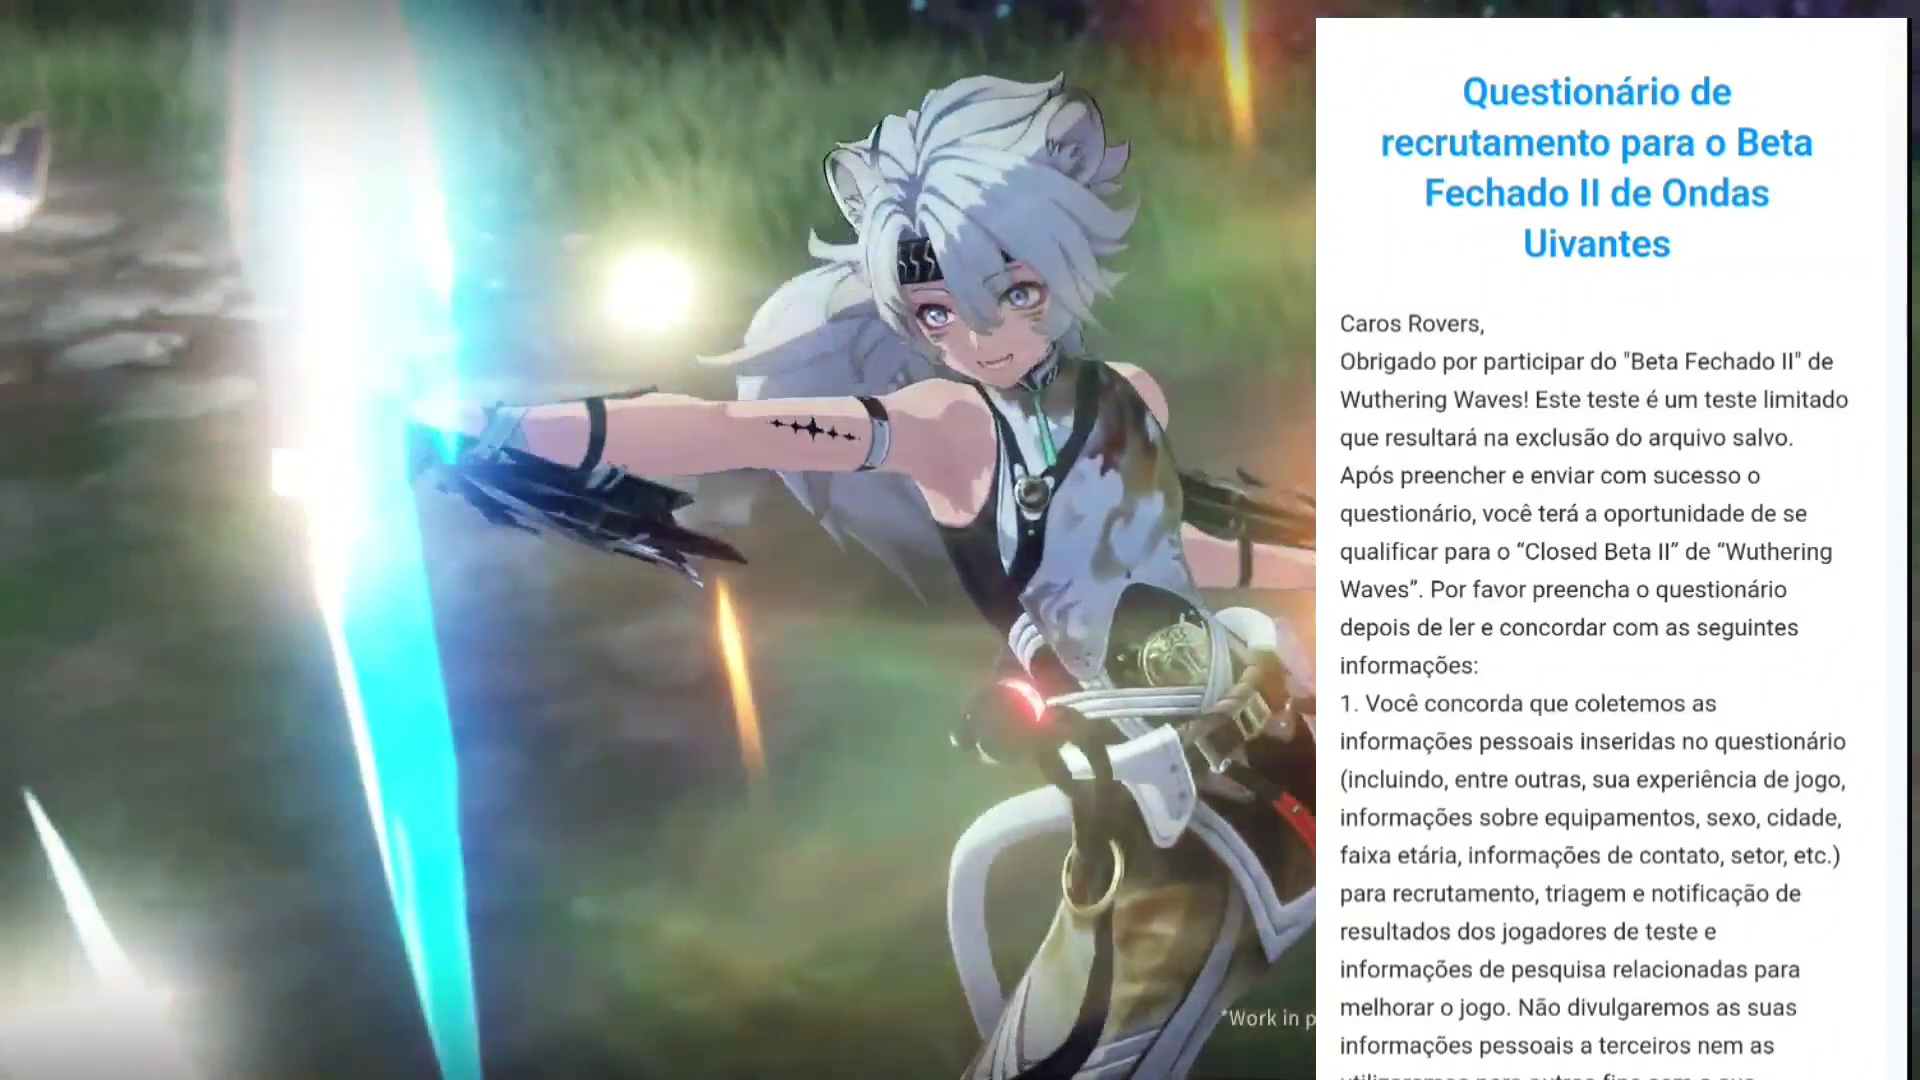 Questionário de
recrutamento para o Beta
Fechado II de Ondas
Uivantes
Caros Rovers,
Obrigado por participar do "Beta Fechado II" de
Wuthering Waves! Este teste é um teste limitado
que resultará na exclusão do arquivo salvo.
Após preencher e enviar com sucesso o
questionário, você terá a oportunidade de se
qualificar para o “Closed Beta II” de “Wuthering
Waves”. Por favor preencha o questionário
depois de ler e concordar com as seguintes
informações:
1. Você concorda que coletemos as
informações pessoais inseridas no questionário
(incluindo, entre outras, sua experiência de jogo,
informações sobre equipamentos, sexo, cidade,
faixa etária, informações de contato, setor, etc.)
para recrutamento, triagem e notificação de
resultados dos jogadores de teste e
informações de pesquisa relacionadas para
melhorar o jogo. Não divulgaremos as suas
informações pessoais a terceiros nem as
*Work in p